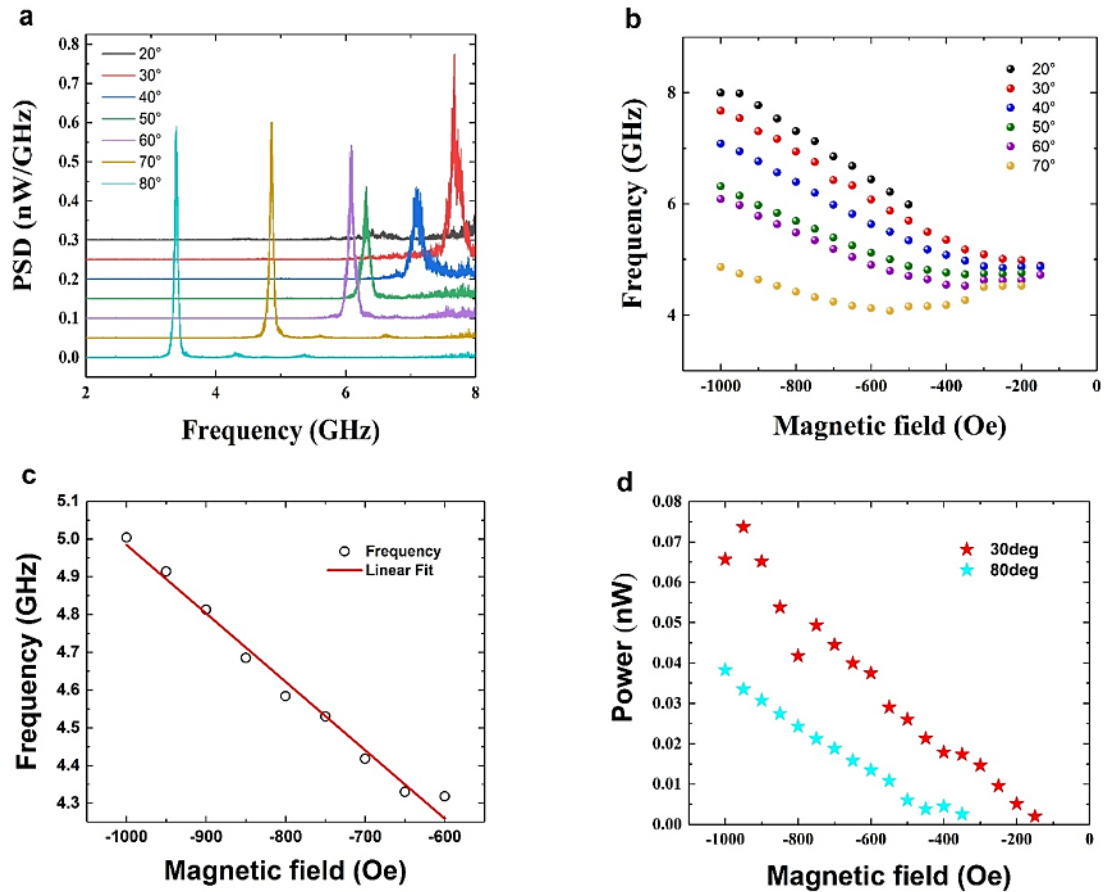 a
PSD (nW/GHz)
0.8
0.7
0.6
0.5
0.4
0.3
0.2
0.1
0.0
20°
30°
40°
50°
60°
70°
80°
2 4 6 8
Frequency (GHz)
b
Frequency (GHz)
8
6
4
20°
30°
40°
50°
60°
70°
-1000 -800 -600 -400 -200 0
Magnetic field (Oe)
c
Frequency (GHz)
5.1
5.0
4.9
4.8
4.7
4.6
4.5
4.4
4.3
Frequency
Linear Fit
-1000 -900 -800 -700 -600
Magnetic field (Oe)
d
Power (nW)
0.08
0.07
0.06
0.05
0.04
0.03
0.02
0.01
0.00
30deg
80deg
-1000 -800 -600 -400 -200 0
Magnetic field (Oe)